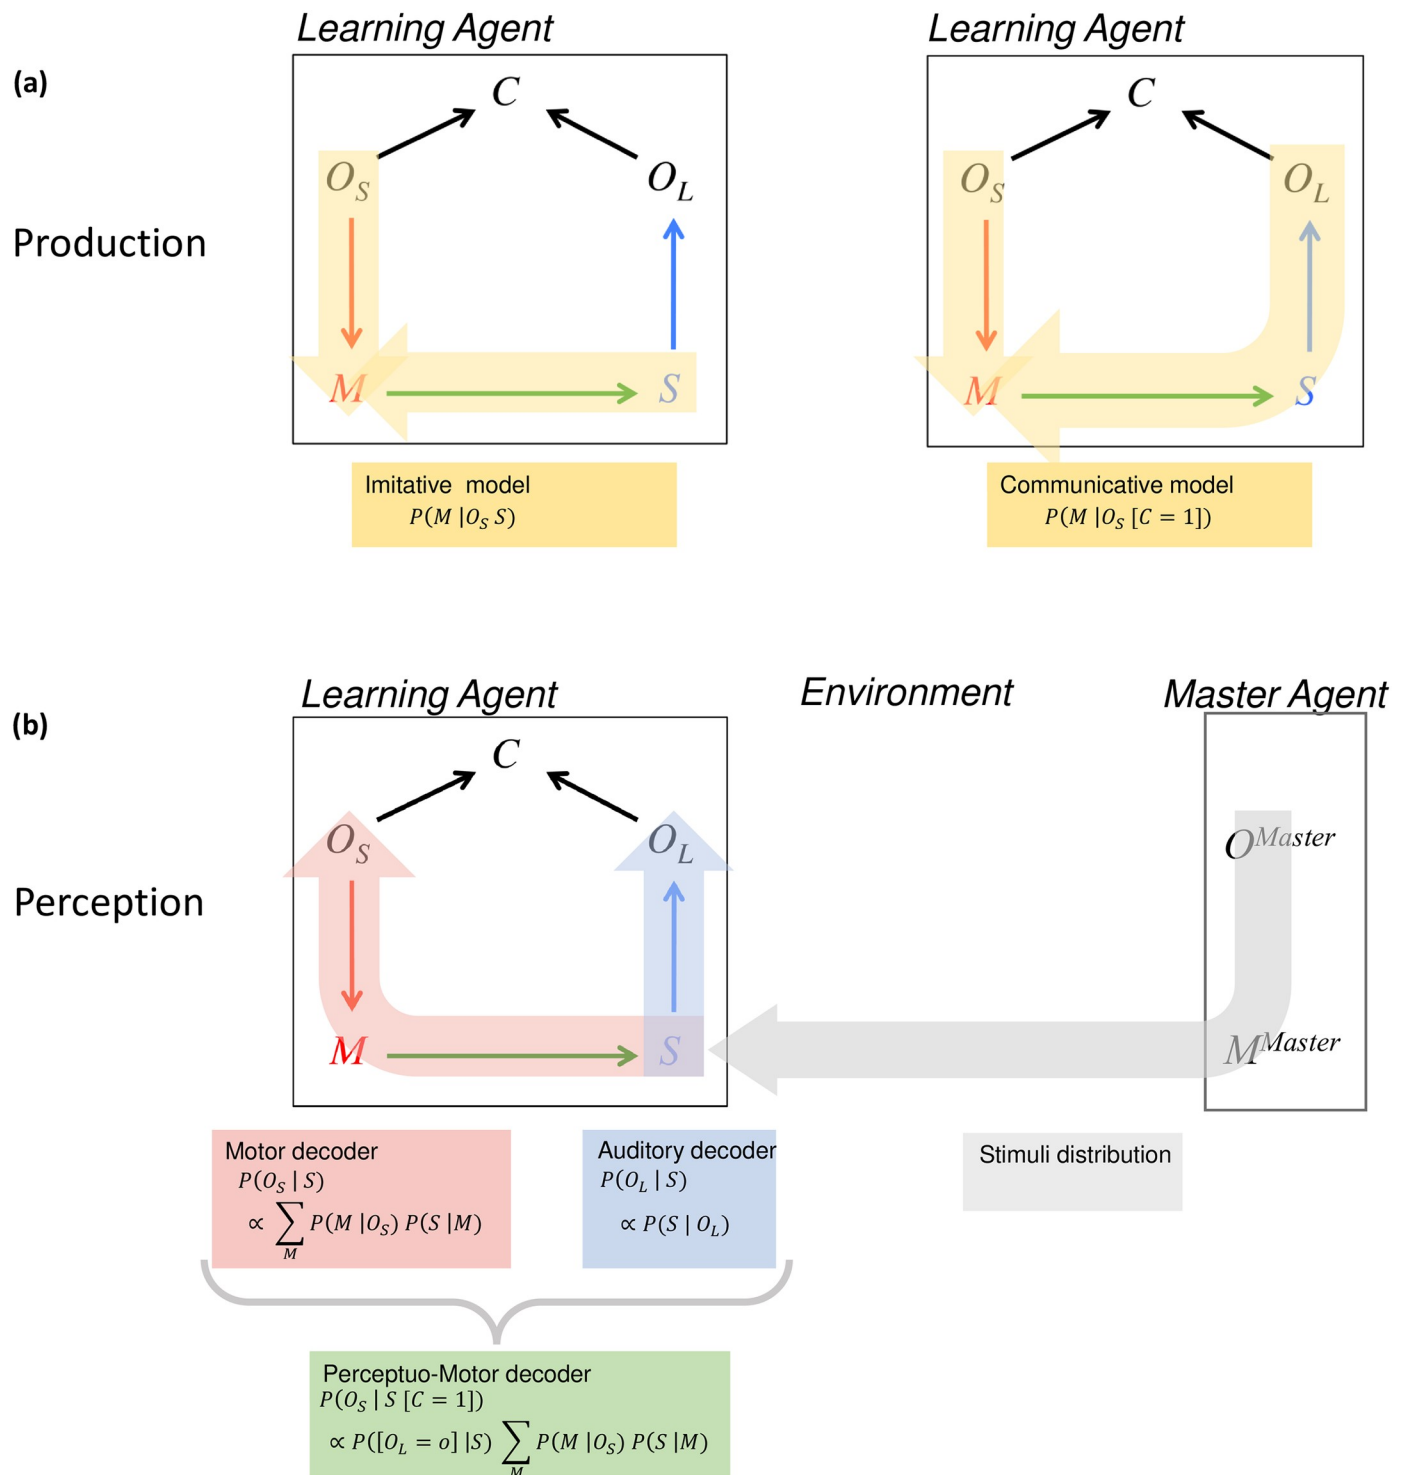 Learning Agent
Learning Agent
(a)
C
C
O_S
O_L
O_S
O_L
Production
M
S
M
S
Imitative model
P(M |O_S S)
Communicative model
P(M |O_S [C = 1])
Learning Agent
Environment
Master Agent
(b)
C
O_S
O_L
O^Master
Perception
M
S
M^Master
Motor decoder
P(O_S | S)
∝ ∑_M P(M |O_S) P(S |M)
Auditory decoder
P(O_L | S)
∝ P(S | O_L)
Stimuli distribution
Perceptuo-Motor decoder
P(O_S | S [C = 1])
∝ P([O_L = o] |S) ∑_M P(M |O_S) P(S |M)